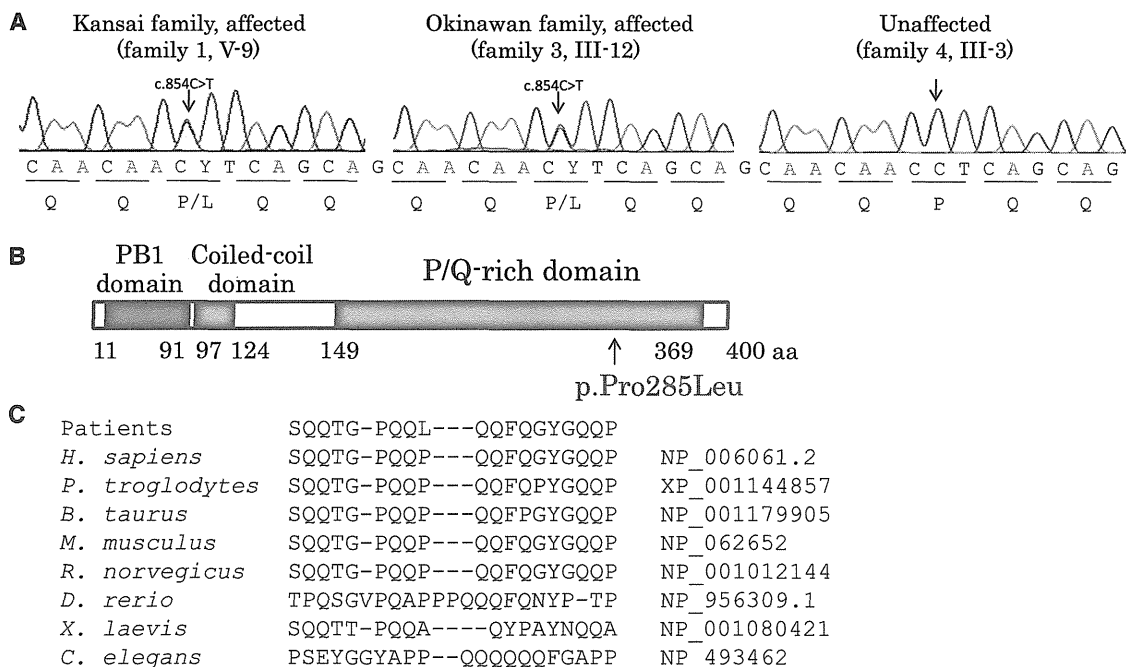 A
Kansai family, affected
(family 1, V-9)
Okinawan family, affected
(family 3, III-12)
Unaffected
(family 4, III-3)
c.854C>T
c.854C>T
C A A C A A C Y T C A G C A G
C A A C A A C Y T C A G C A G
C A A C A A C C T C A G C A G
Q Q P/L Q Q
Q Q P/L Q Q
Q Q P Q Q
B
PB1
domain
Coiled-coil
domain
P/Q-rich domain
11 91 97 124 149 369 400 aa
p.Pro285Leu
C
Patients SQQTG-PQQL---QQFQGYGQQP
H. sapiens SQQTG-PQQP---QQFQGYGQQP NP_006061.2
P. troglodytes SQQTG-PQQP---QQFQPYGQQP XP_001144857
B. taurus SQQTG-PQQP---QQFPGYGQQP NP_001179905
M. musculus SQQTG-PQQP---QQFQGYGQQP NP_062652
R. norvegicus SQQTG-PQQP---QQFQGYGQQP NP_001012144
D. rerio TPQSGVPQAPPPQQQFQNYP-TP NP_956309.1
X. laevis SQQTT-PQQA----QYPAYNQQA NP_001080421
C. elegans PSEYGGYAPP--QQQQQQFGAPP NP 493462